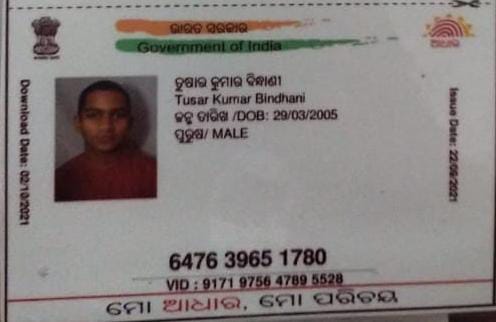 ଭାରତ ସରକାର
Government of India
ଆଧାର
ତୁଷାର କୁମାର ବିନ୍ଧାଣୀ
Tusar Kumar Bindhani
ଜନ୍ମ ତାରିଖ /DOB: 29/03/2005
ପୁରୁଷ/ MALE
Download Date: 02/10/2021
Issue Date: 22/09/2021
6476 3965 1780
VID : 9171 9756 4789 5528
ମୋ ଆଧାର, ମୋ ପରିଚୟ